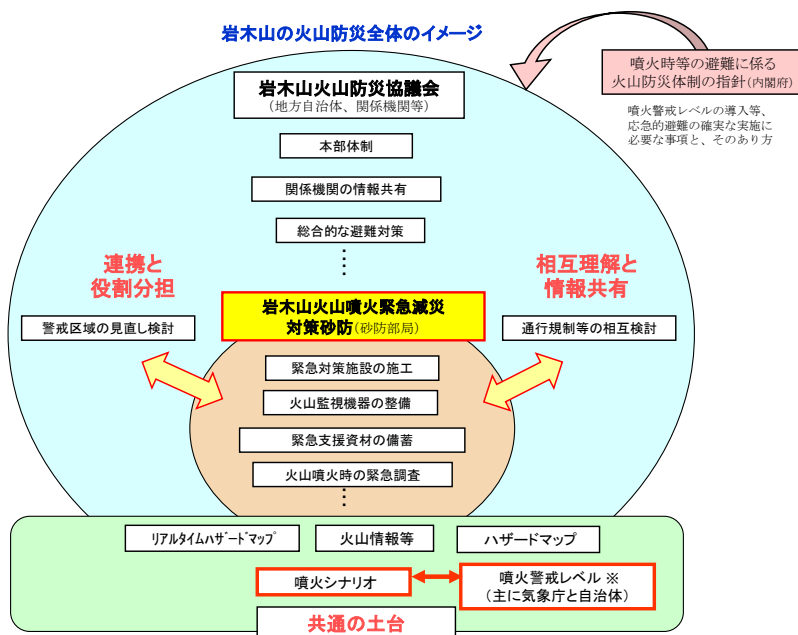 岩木山の火山防災全体のイメージ
噴火時等の避難に係る
火山防災体制の指針(内閣府)
噴火警戒レベルの導入等、
応急的避難の確実な実施に
必要な事項と、そのあり方
岩木山火山防災協議会
(地方自治体、関係機関等)
本部体制
関係機関の情報共有
総合的な避難対策
連携と
役割分担
警戒区域の見直し検討
相互理解と
情報共有
通行規制等の相互検討
岩木山火山噴火緊急減災
対策砂防(砂防部局)
緊急対策施設の施工
火山監視機器の整備
緊急支援資材の備蓄
火山噴火時の緊急調査
リアルタイムハザードマップ
火山情報等
ハザードマップ
噴火シナリオ
噴火警戒レベル ※
(主に気象庁と自治体)
共通の土台